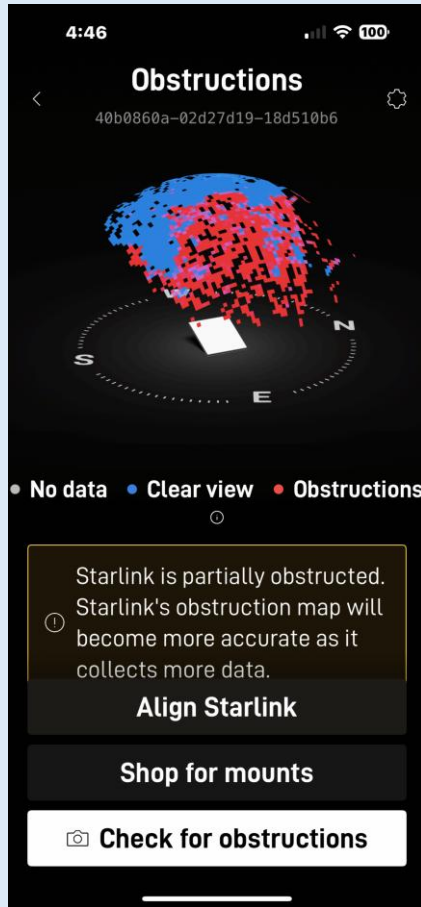 4:46
100
Obstructions
40b0860a-02d27d19-18d510b6
N
S
E
No data
Clear view
Obstructions
Starlink is partially obstructed.
Starlink's obstruction map will
become more accurate as it
collects more data.
Align Starlink
Shop for mounts
Check for obstructions